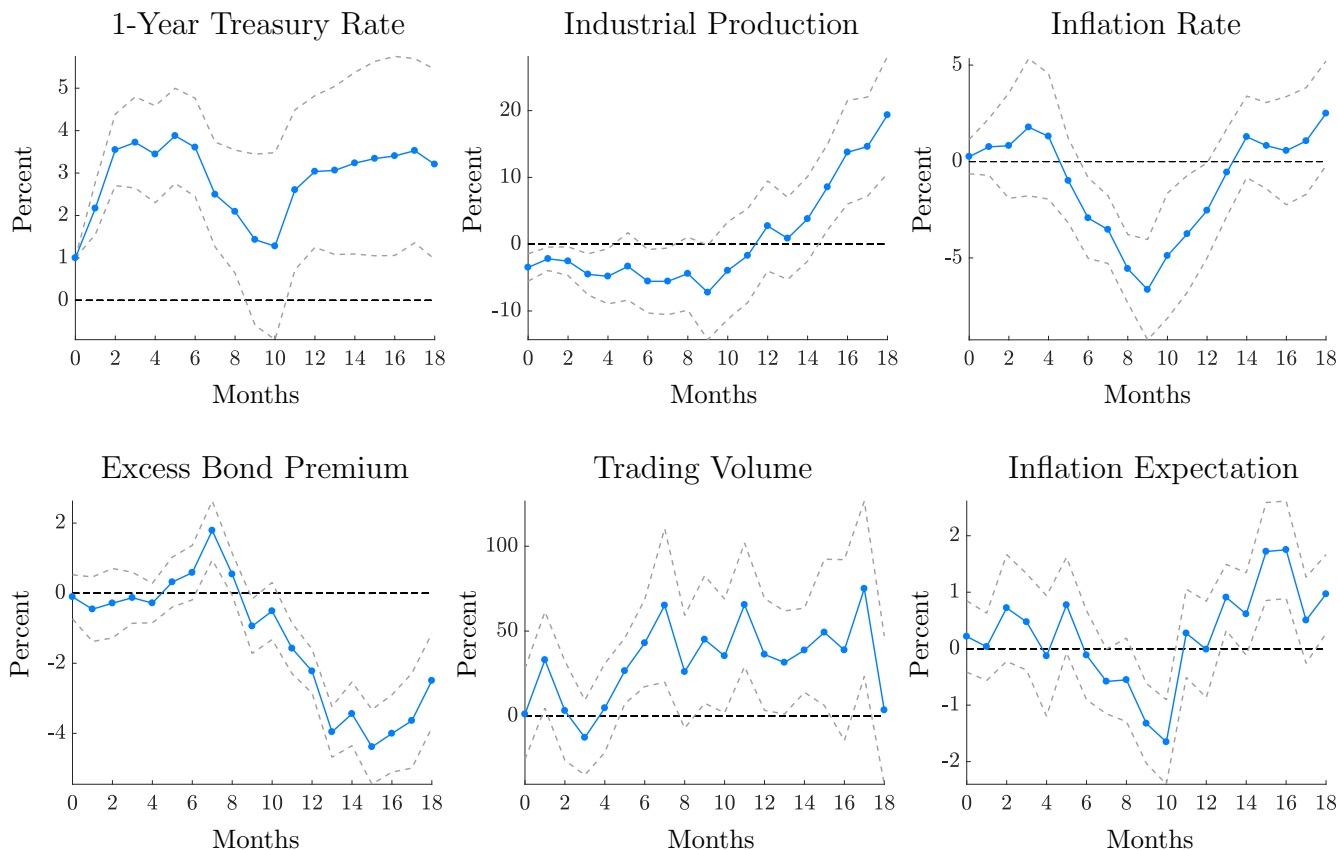 1-Year Treasury Rate
Percent
5
4
3
2
1
0
0 2 4 6 8 10 12 14 16 18
Months
Industrial Production
Percent
20
10
0
-10
0 2 4 6 8 10 12 14 16 18
Months
Inflation Rate
Percent
5
0
-5
0 2 4 6 8 10 12 14 16 18
Months
Excess Bond Premium
Percent
2
0
-2
-4
0 2 4 6 8 10 12 14 16 18
Months
Trading Volume
Percent
100
50
0
0 2 4 6 8 10 12 14 16 18
Months
Inflation Expectation
Percent
2
1
0
-1
-2
0 2 4 6 8 10 12 14 16 18
Months